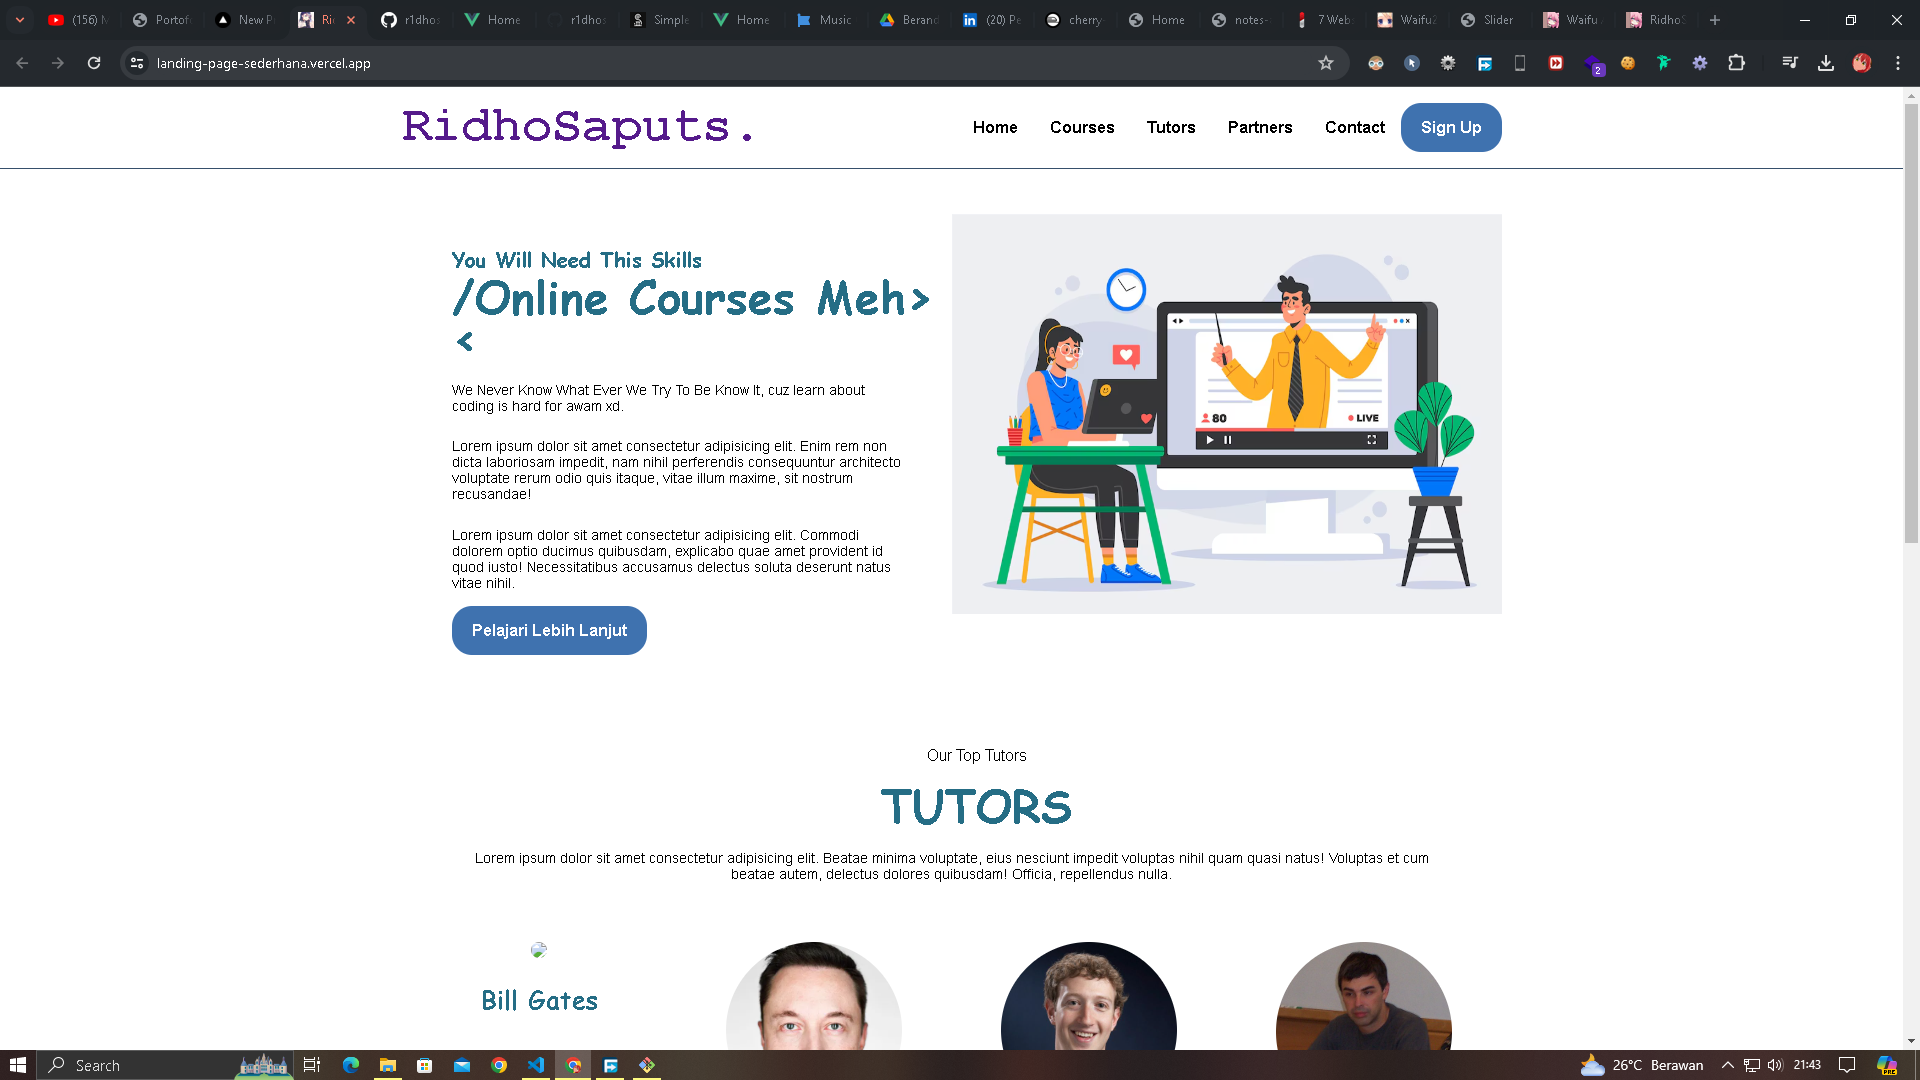 (156) M
Portof
New P
Ri
r1dhos
Home
r1dhos
Simple
Home
Music
Berand
(20) Pe
cherry
Home
notes-
7 Web
Waifu2
Slider
Waifu
RidhoS
landing-page-sederhana.vercel.app
2
RidhoSaputs.
Home Courses Tutors Partners Contact Sign Up
You Will Need This Skills
/Online Courses Meh>
<
We Never Know What Ever We Try To Be Know It, cuz learn about
coding is hard for awam xd.
Lorem ipsum dolor sit amet consectetur adipisicing elit. Enim rem non
dicta laboriosam impedit, nam nihil perferendis consequuntur architecto
voluptate rerum odio quis itaque, vitae illum maxime, sit nostrum
recusandae!
Lorem ipsum dolor sit amet consectetur adipisicing elit. Commodi
dolorem optio ducimus quibusdam, explicabo quae amet provident id
quod iusto! Necessitatibus accusamus delectus soluta deserunt natus
vitae nihil.
Pelajari Lebih Lanjut
80
LIVE
Our Top Tutors
TUTORS
Lorem ipsum dolor sit amet consectetur adipisicing elit. Beatae minima voluptate, eius nesciunt impedit voluptas nihil quam quasi natus! Voluptas et cum
beatae autem, delectus dolores quibusdam! Officia, repellendus nulla.
Bill Gates
Search
26°C Berawan
21:43
PRE